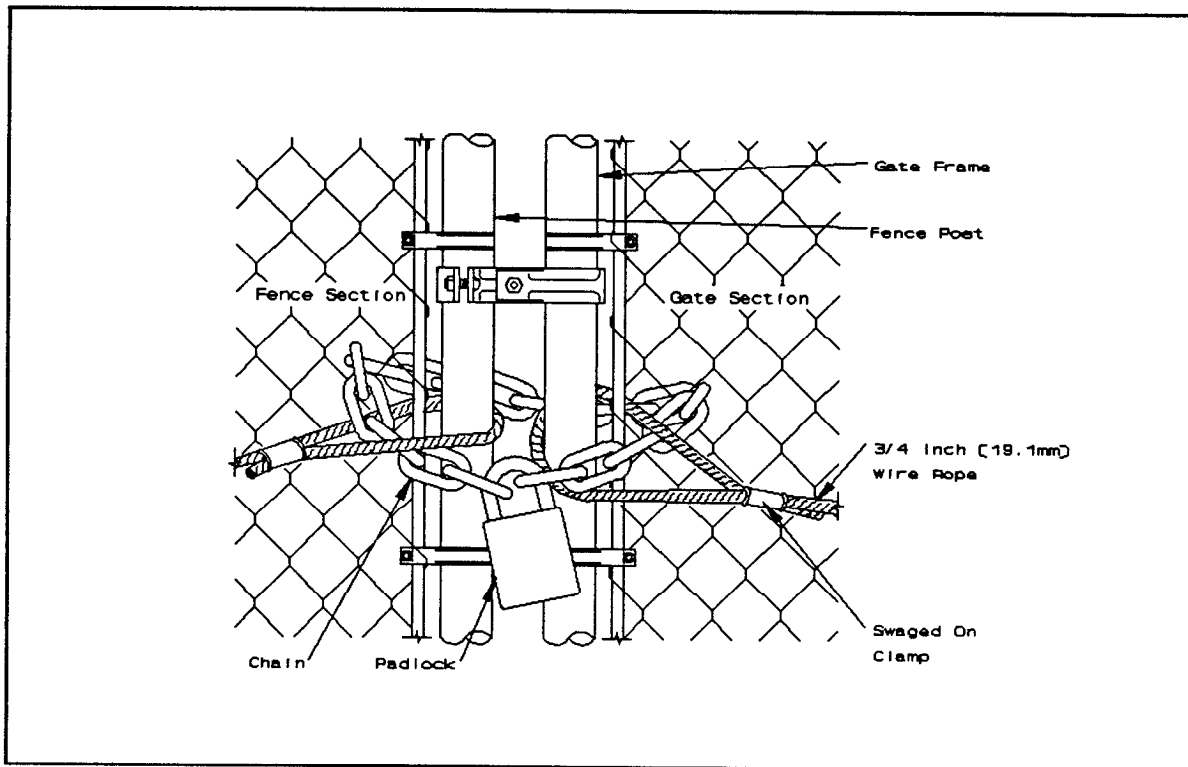 Gate Frame
Fence Post
Fence Section
Gate Section
3/4 Inch (19.1mm)
Wire Rope
Swaged On
Clamp
Chain
Padlock